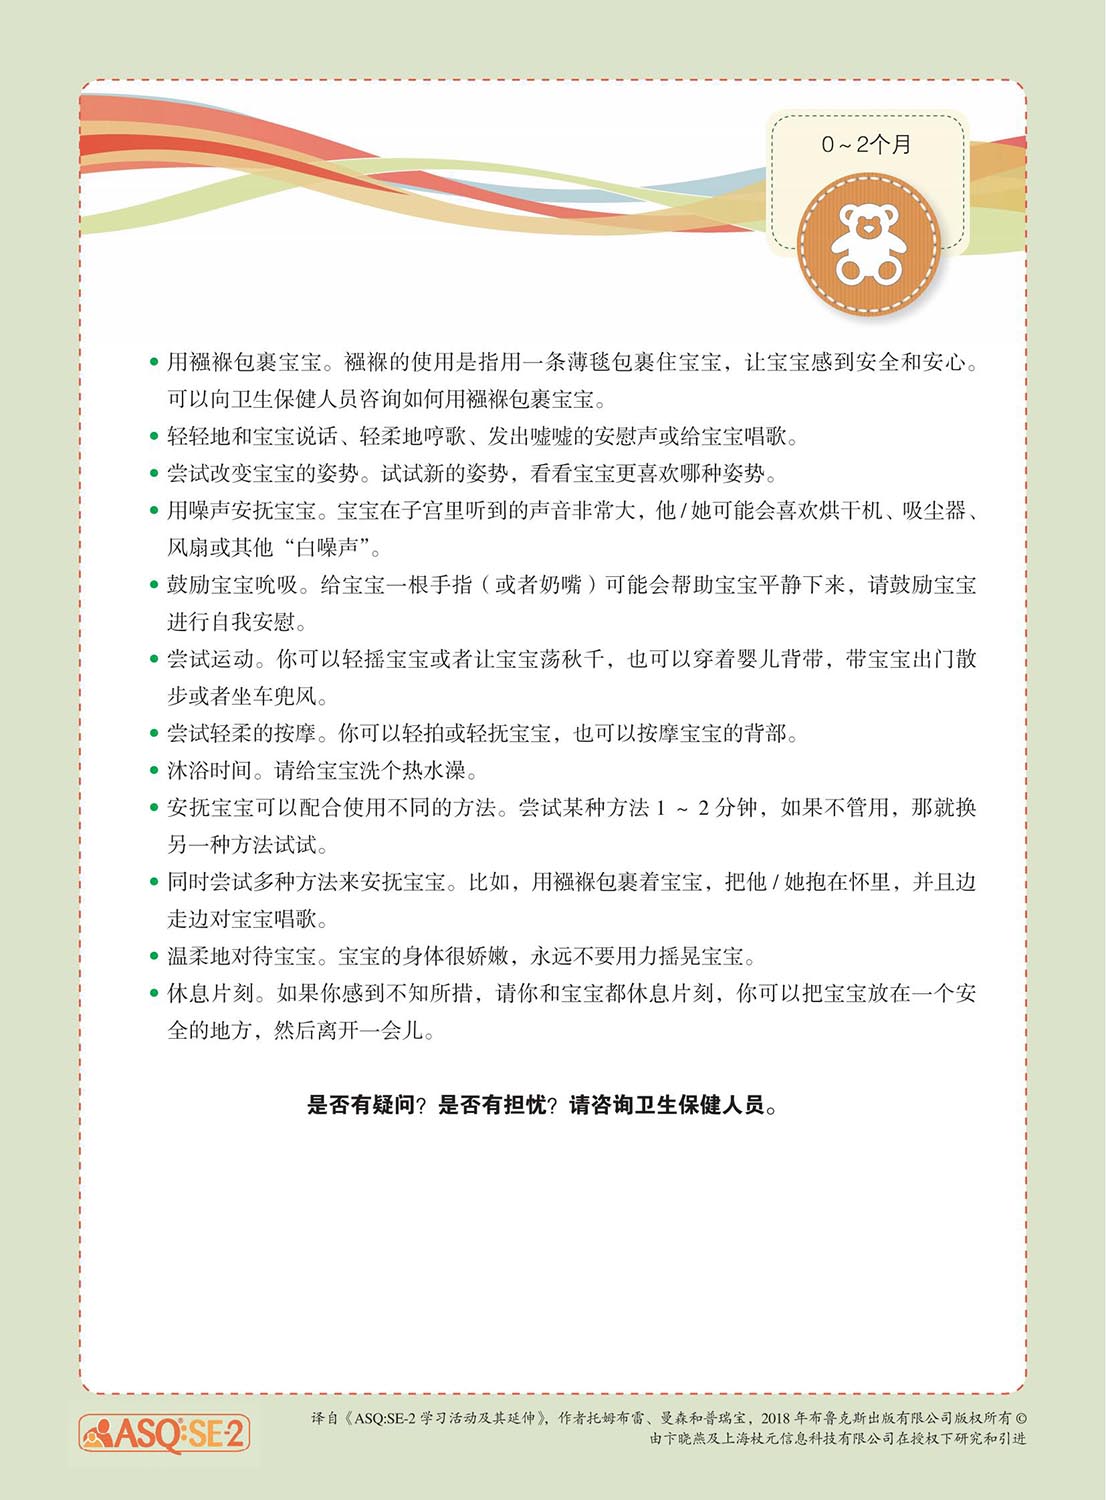 0～2个月
• 用襁褓包裹宝宝。襁褓的使用是指用一条薄毯包裹住宝宝，让宝宝感到安全和安心。
可以向卫生保健人员咨询如何用襁褓包裹宝宝。
• 轻轻地和宝宝说话、轻柔地哼歌、发出嘘嘘的安慰声或给宝宝唱歌。
• 尝试改变宝宝的姿势。试试新的姿势，看看宝宝更喜欢哪种姿势。
• 用噪声安抚宝宝。宝宝在子宫里听到的声音非常大，他/她可能会喜欢烘干机、吸尘器、
风扇或其他“白噪声”。
• 鼓励宝宝吮吸。给宝宝一根手指（或者奶嘴）可能会帮助宝宝平静下来，请鼓励宝宝
进行自我安慰。
• 尝试运动。你可以轻摇宝宝或者让宝宝荡秋千，也可以穿着婴儿背带，带宝宝出门散
步或者坐车兜风。
• 尝试轻柔的按摩。你可以轻拍或轻抚宝宝，也可以按摩宝宝的背部。
• 沐浴时间。请给宝宝洗个热水澡。
• 安抚宝宝可以配合使用不同的方法。尝试某种方法 1 ～ 2 分钟，如果不管用，那就换
另一种方法试试。
• 同时尝试多种方法来安抚宝宝。比如，用襁褓包裹着宝宝，把他/她抱在怀里，并且边
走边对宝宝唱歌。
• 温柔地对待宝宝。宝宝的身体很娇嫩，永远不要用力摇晃宝宝。
• 休息片刻。如果你感到不知所措，请你和宝宝都休息片刻，你可以把宝宝放在一个安
全的地方，然后离开一会儿。
是否有疑问？是否有担忧？请咨询卫生保健人员。
ASQ:SE-2
译自《ASQ:SE-2 学习活动及其延伸》，作者托姆布雷、曼森和普瑞宝，2018 年布鲁克斯出版有限公司版权所有 ©
由卞晓燕及上海杖元信息科技有限公司在授权下研究和引进